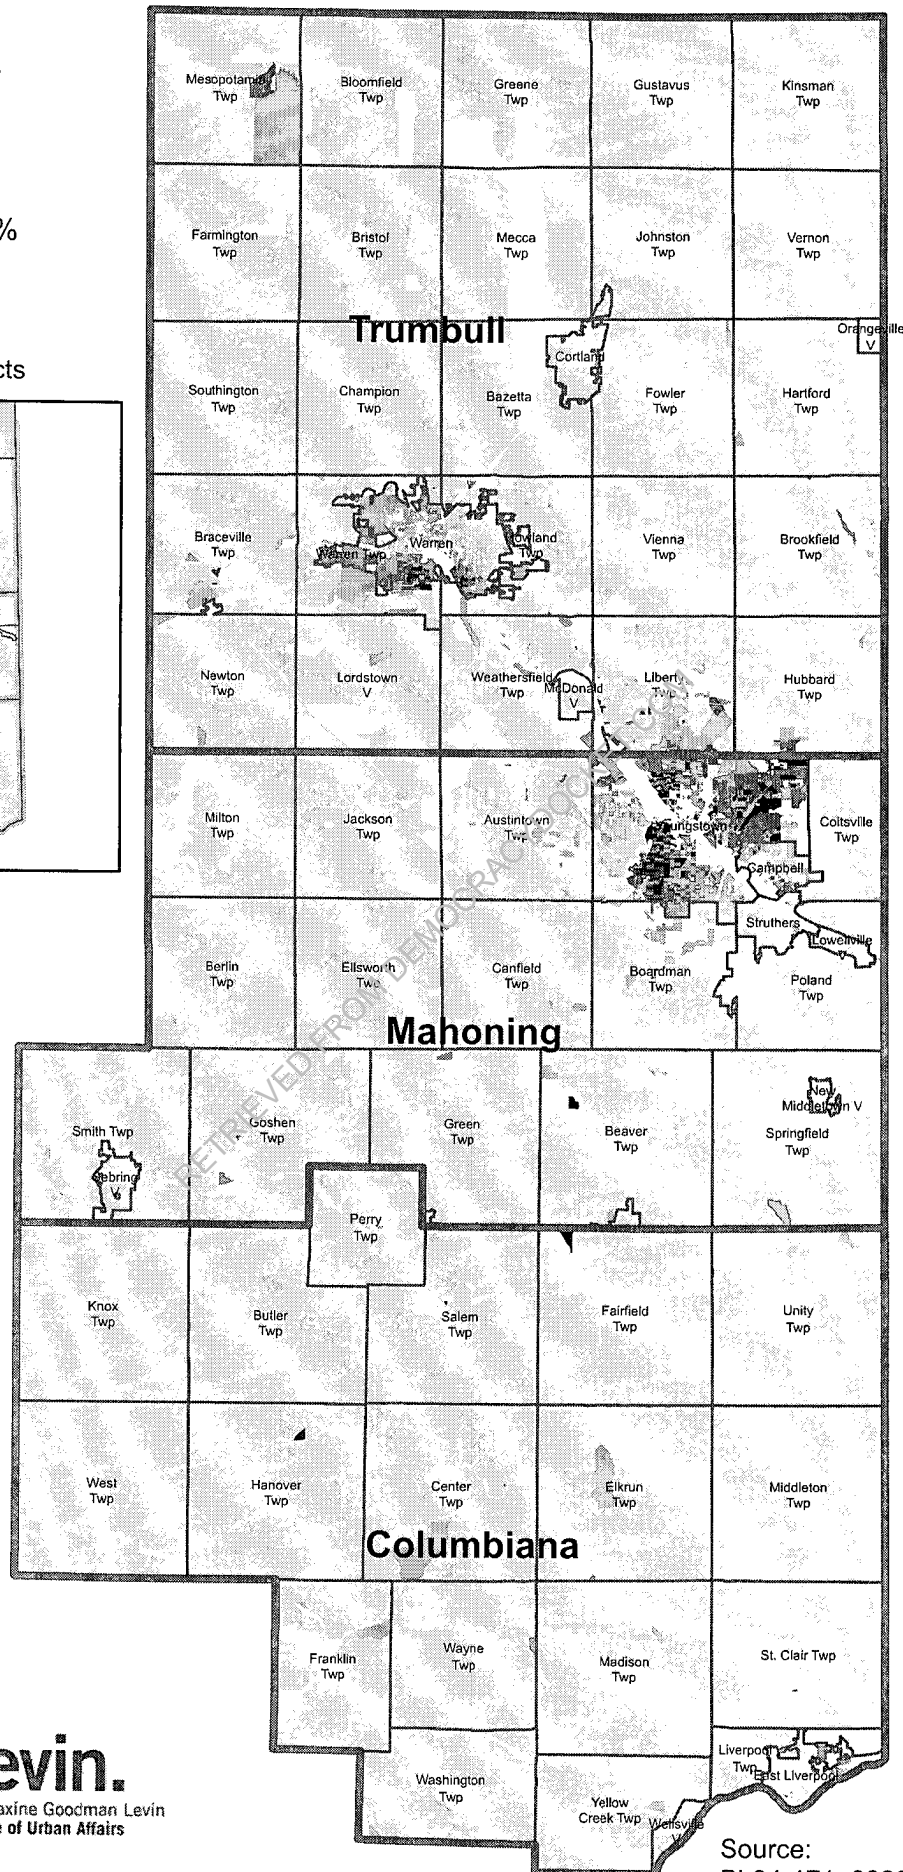 Mesopotamia
Twp
Bloomfield
Twp
Greene
Twp
Gustavus
Twp
Kinsman
Twp
%
Farmington
Twp
Bristol
Twp
Mecca
Twp
Johnston
Twp
Vernon
Twp
Trumbull
Orangeville
V
cts
Cortland
Southington
Twp
Champion
Twp
Bazetta
Twp
Fowler
Twp
Hartford
Twp
Braceville
Twp
Warren Twp
Warren
Howland
Twp
Vienna
Twp
Brookfield
Twp
Newton
Twp
Lordstown
V
Weathersfield
Twp
McDonald
V
Liberty
Twp
Hubbard
Twp
Milton
Twp
Jackson
Twp
Austintown
Twp
Youngstown
Coitsville
Twp
Campbell
Struthers
Lowellville
Berlin
Twp
Ellsworth
Twp
Canfield
Twp
Boardman
Twp
Poland
Twp
Mahoning
RETRIEVED FROM DEMOCRACYDOCKET.COM
Smith Twp
Sebring
V
Goshen
Twp
Green
Twp
Beaver
Twp
New
Middletown V
Springfield
Twp
Perry
Twp
Knox
Twp
Butler
Twp
Salem
Twp
Fairfield
Twp
Unity
Twp
West
Twp
Hanover
Twp
Center
Twp
Elkrun
Twp
Middleton
Twp
Columbiana
Franklin
Twp
Wayne
Twp
Madison
Twp
St. Clair Twp
Washington
Twp
Yellow
Creek Twp
Wellsville
V
Liverpool
Twp
East Liverpool
evin.
axine Goodman Levin
e of Urban Affairs
Source: